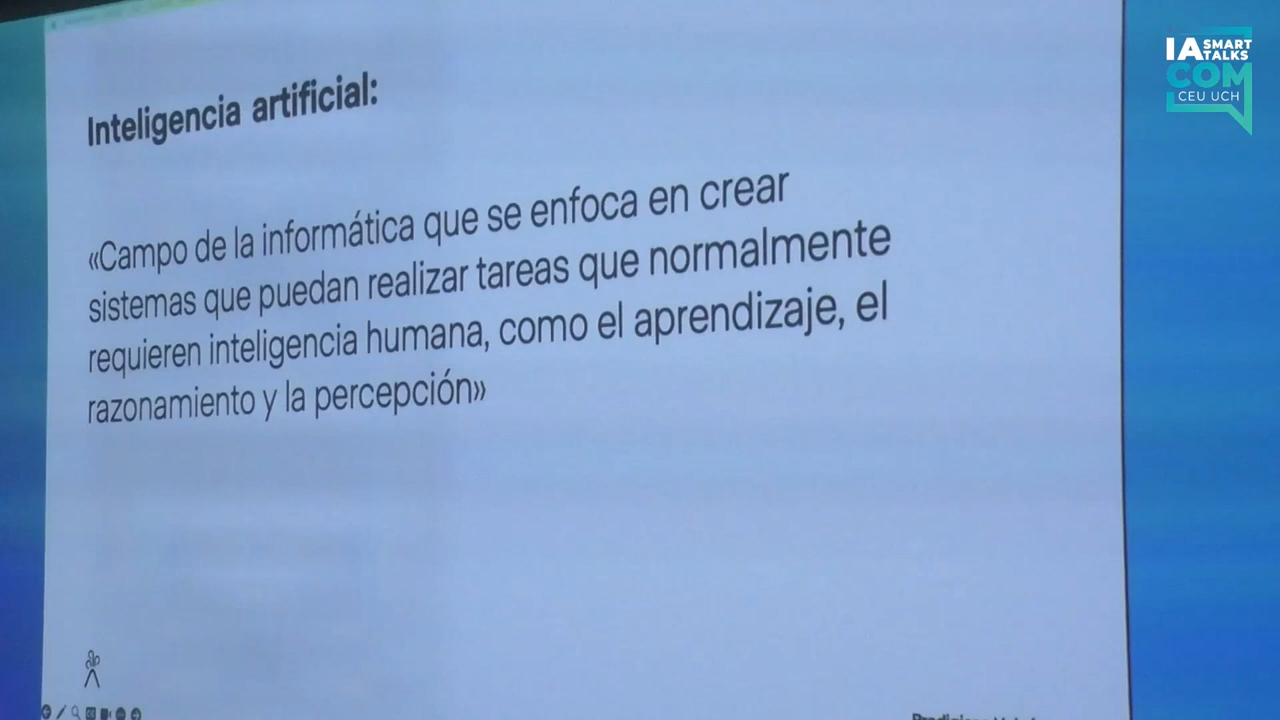 Inteligencia artificial:
«Campo de la informática que se enfoca en crear
sistemas que puedan realizar tareas que normalmente
requieren inteligencia humana, como el aprendizaje, el
razonamiento y la percepción»
IA SMART
TALKS
COM
CEU UCH